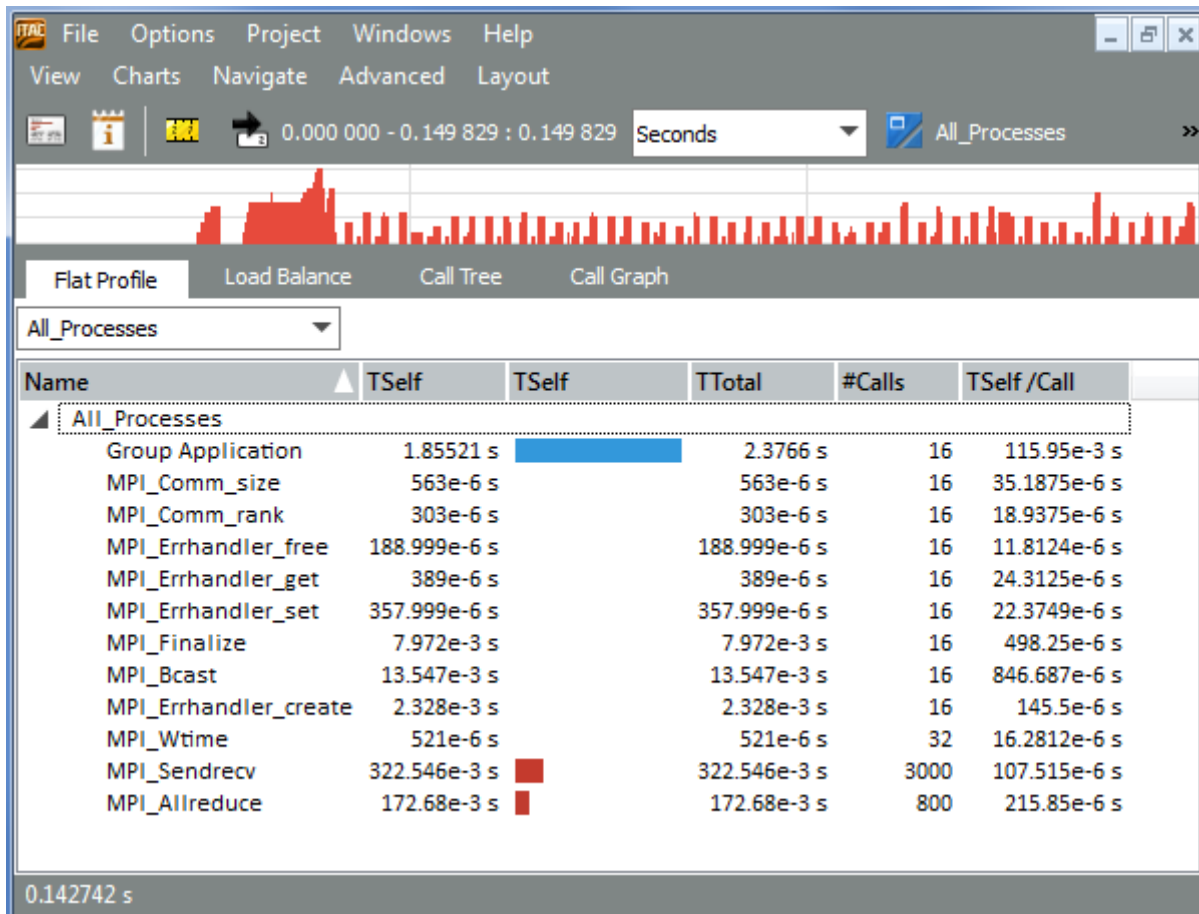 ITAC File Options Project Windows Help
View Charts Navigate Advanced Layout
0.000 000 - 0.149 829 : 0.149 829 Seconds All_Processes »
Flat Profile Load Balance Call Tree Call Graph
All_Processes
Name TSelf TSelf TTotal #Calls TSelf /Call
All_Processes
Group Application 1.85521 s 2.3766 s 16 115.95e-3 s
MPI_Comm_size 563e-6 s 563e-6 s 16 35.1875e-6 s
MPI_Comm_rank 303e-6 s 303e-6 s 16 18.9375e-6 s
MPI_Errhandler_free 188.999e-6 s 188.999e-6 s 16 11.8124e-6 s
MPI_Errhandler_get 389e-6 s 389e-6 s 16 24.3125e-6 s
MPI_Errhandler_set 357.999e-6 s 357.999e-6 s 16 22.3749e-6 s
MPI_Finalize 7.972e-3 s 7.972e-3 s 16 498.25e-6 s
MPI_Bcast 13.547e-3 s 13.547e-3 s 16 846.687e-6 s
MPI_Errhandler_create 2.328e-3 s 2.328e-3 s 16 145.5e-6 s
MPI_Wtime 521e-6 s 521e-6 s 32 16.2812e-6 s
MPI_Sendrecv 322.546e-3 s 322.546e-3 s 3000 107.515e-6 s
MPI_Allreduce 172.68e-3 s 172.68e-3 s 800 215.85e-6 s
0.142742 s